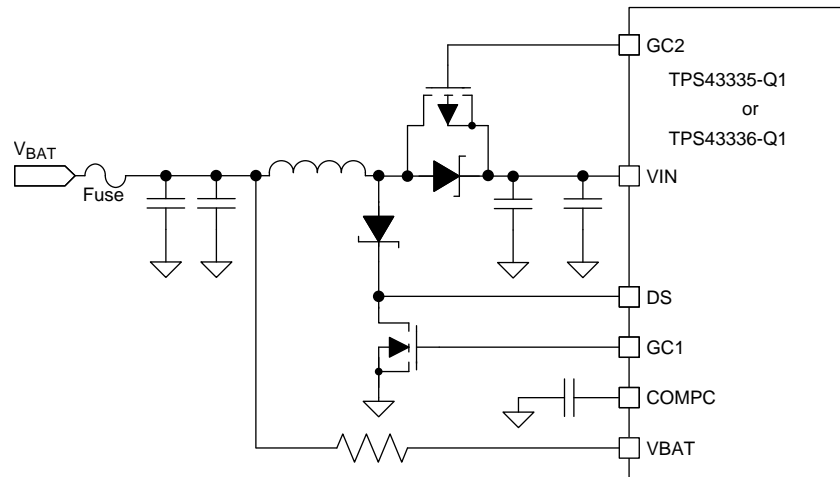 GC2
TPS43335-Q1
or
TPS43336-Q1
VBAT
Fuse
VIN
DS
GC1
COMPC
VBAT